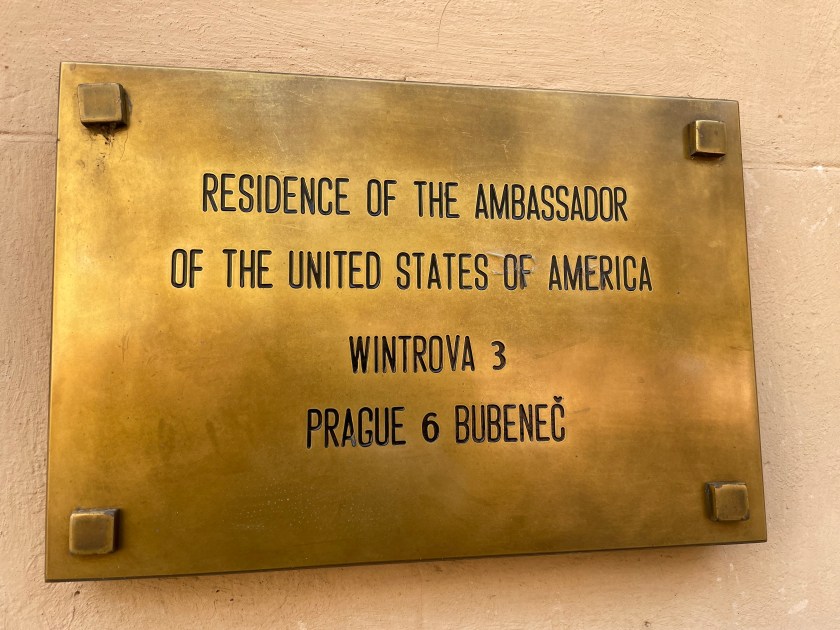 RESIDENCE OF THE AMBASSADOR
OF THE UNITED STATES OF AMERICA
WINTROVA 3
PRAGUE 6 BUBENEČ